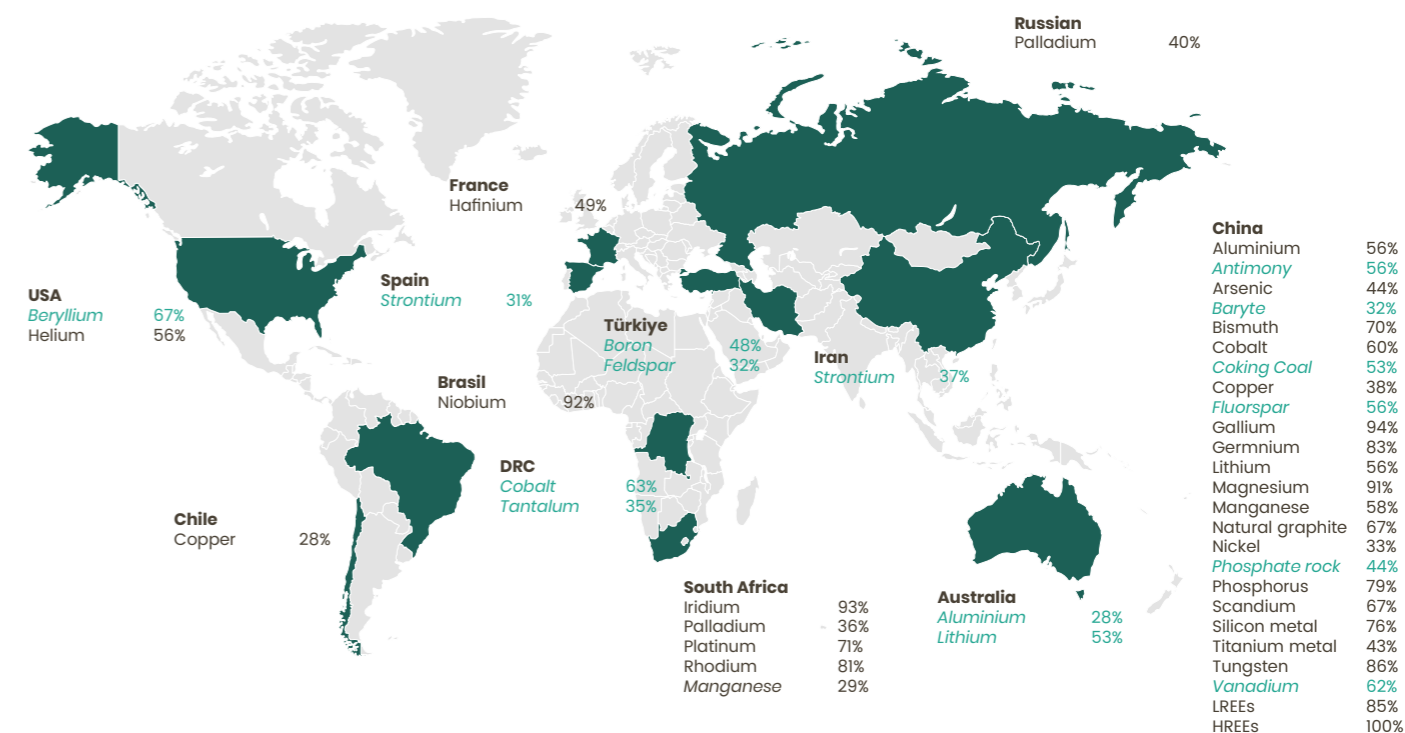 Russian
Palladium 40%
France
Hafinium 49%
Spain
Strontium 31%
USA
Beryllium 67%
Helium 56%
Türkiye
Boron 48%
Feldspar 32%
Iran
Strontium 37%
Brasil
Niobium 92%
DRC
Cobalt 63%
Tantalum 35%
Chile
Copper 28%
South Africa
Iridium 93%
Palladium 36%
Platinum 71%
Rhodium 81%
Manganese 29%
Australia
Aluminium 28%
Lithium 53%
China
Aluminium 56%
Antimony 56%
Arsenic 44%
Baryte 32%
Bismuth 70%
Cobalt 60%
Coking Coal 53%
Copper 38%
Fluorspar 56%
Gallium 94%
Germnium 83%
Lithium 56%
Magnesium 91%
Manganese 58%
Natural graphite 67%
Nickel 33%
Phosphate rock 44%
Phosphorus 79%
Scandium 67%
Silicon metal 76%
Titanium metal 43%
Tungsten 86%
Vanadium 62%
LREEs 85%
HREEs 100%